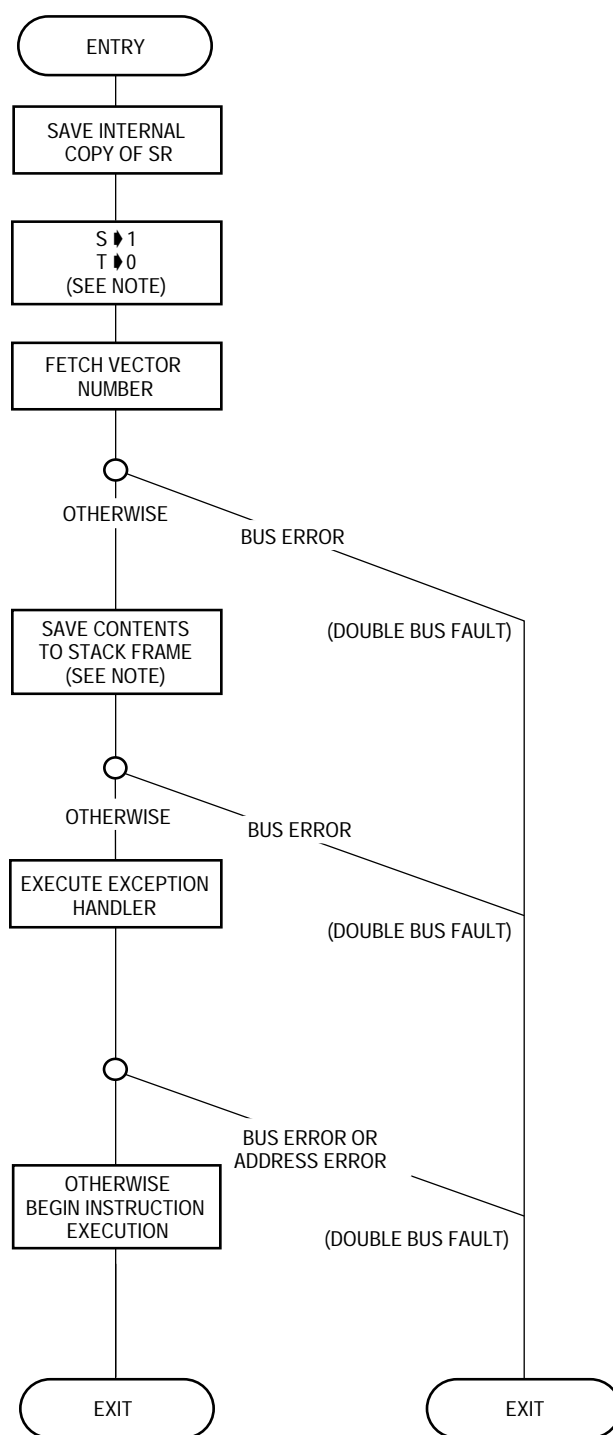 ENTRY
SAVE INTERNAL
COPY OF SR
S ➧ 1
T ➧ 0
(SEE NOTE)
FETCH VECTOR
NUMBER
OTHERWISE
BUS ERROR
(DOUBLE BUS FAULT)
SAVE CONTENTS
TO STACK FRAME
(SEE NOTE)
OTHERWISE
BUS ERROR
(DOUBLE BUS FAULT)
EXECUTE EXCEPTION
HANDLER
BUS ERROR OR
ADDRESS ERROR
(DOUBLE BUS FAULT)
OTHERWISE
BEGIN INSTRUCTION
EXECUTION
EXIT
EXIT